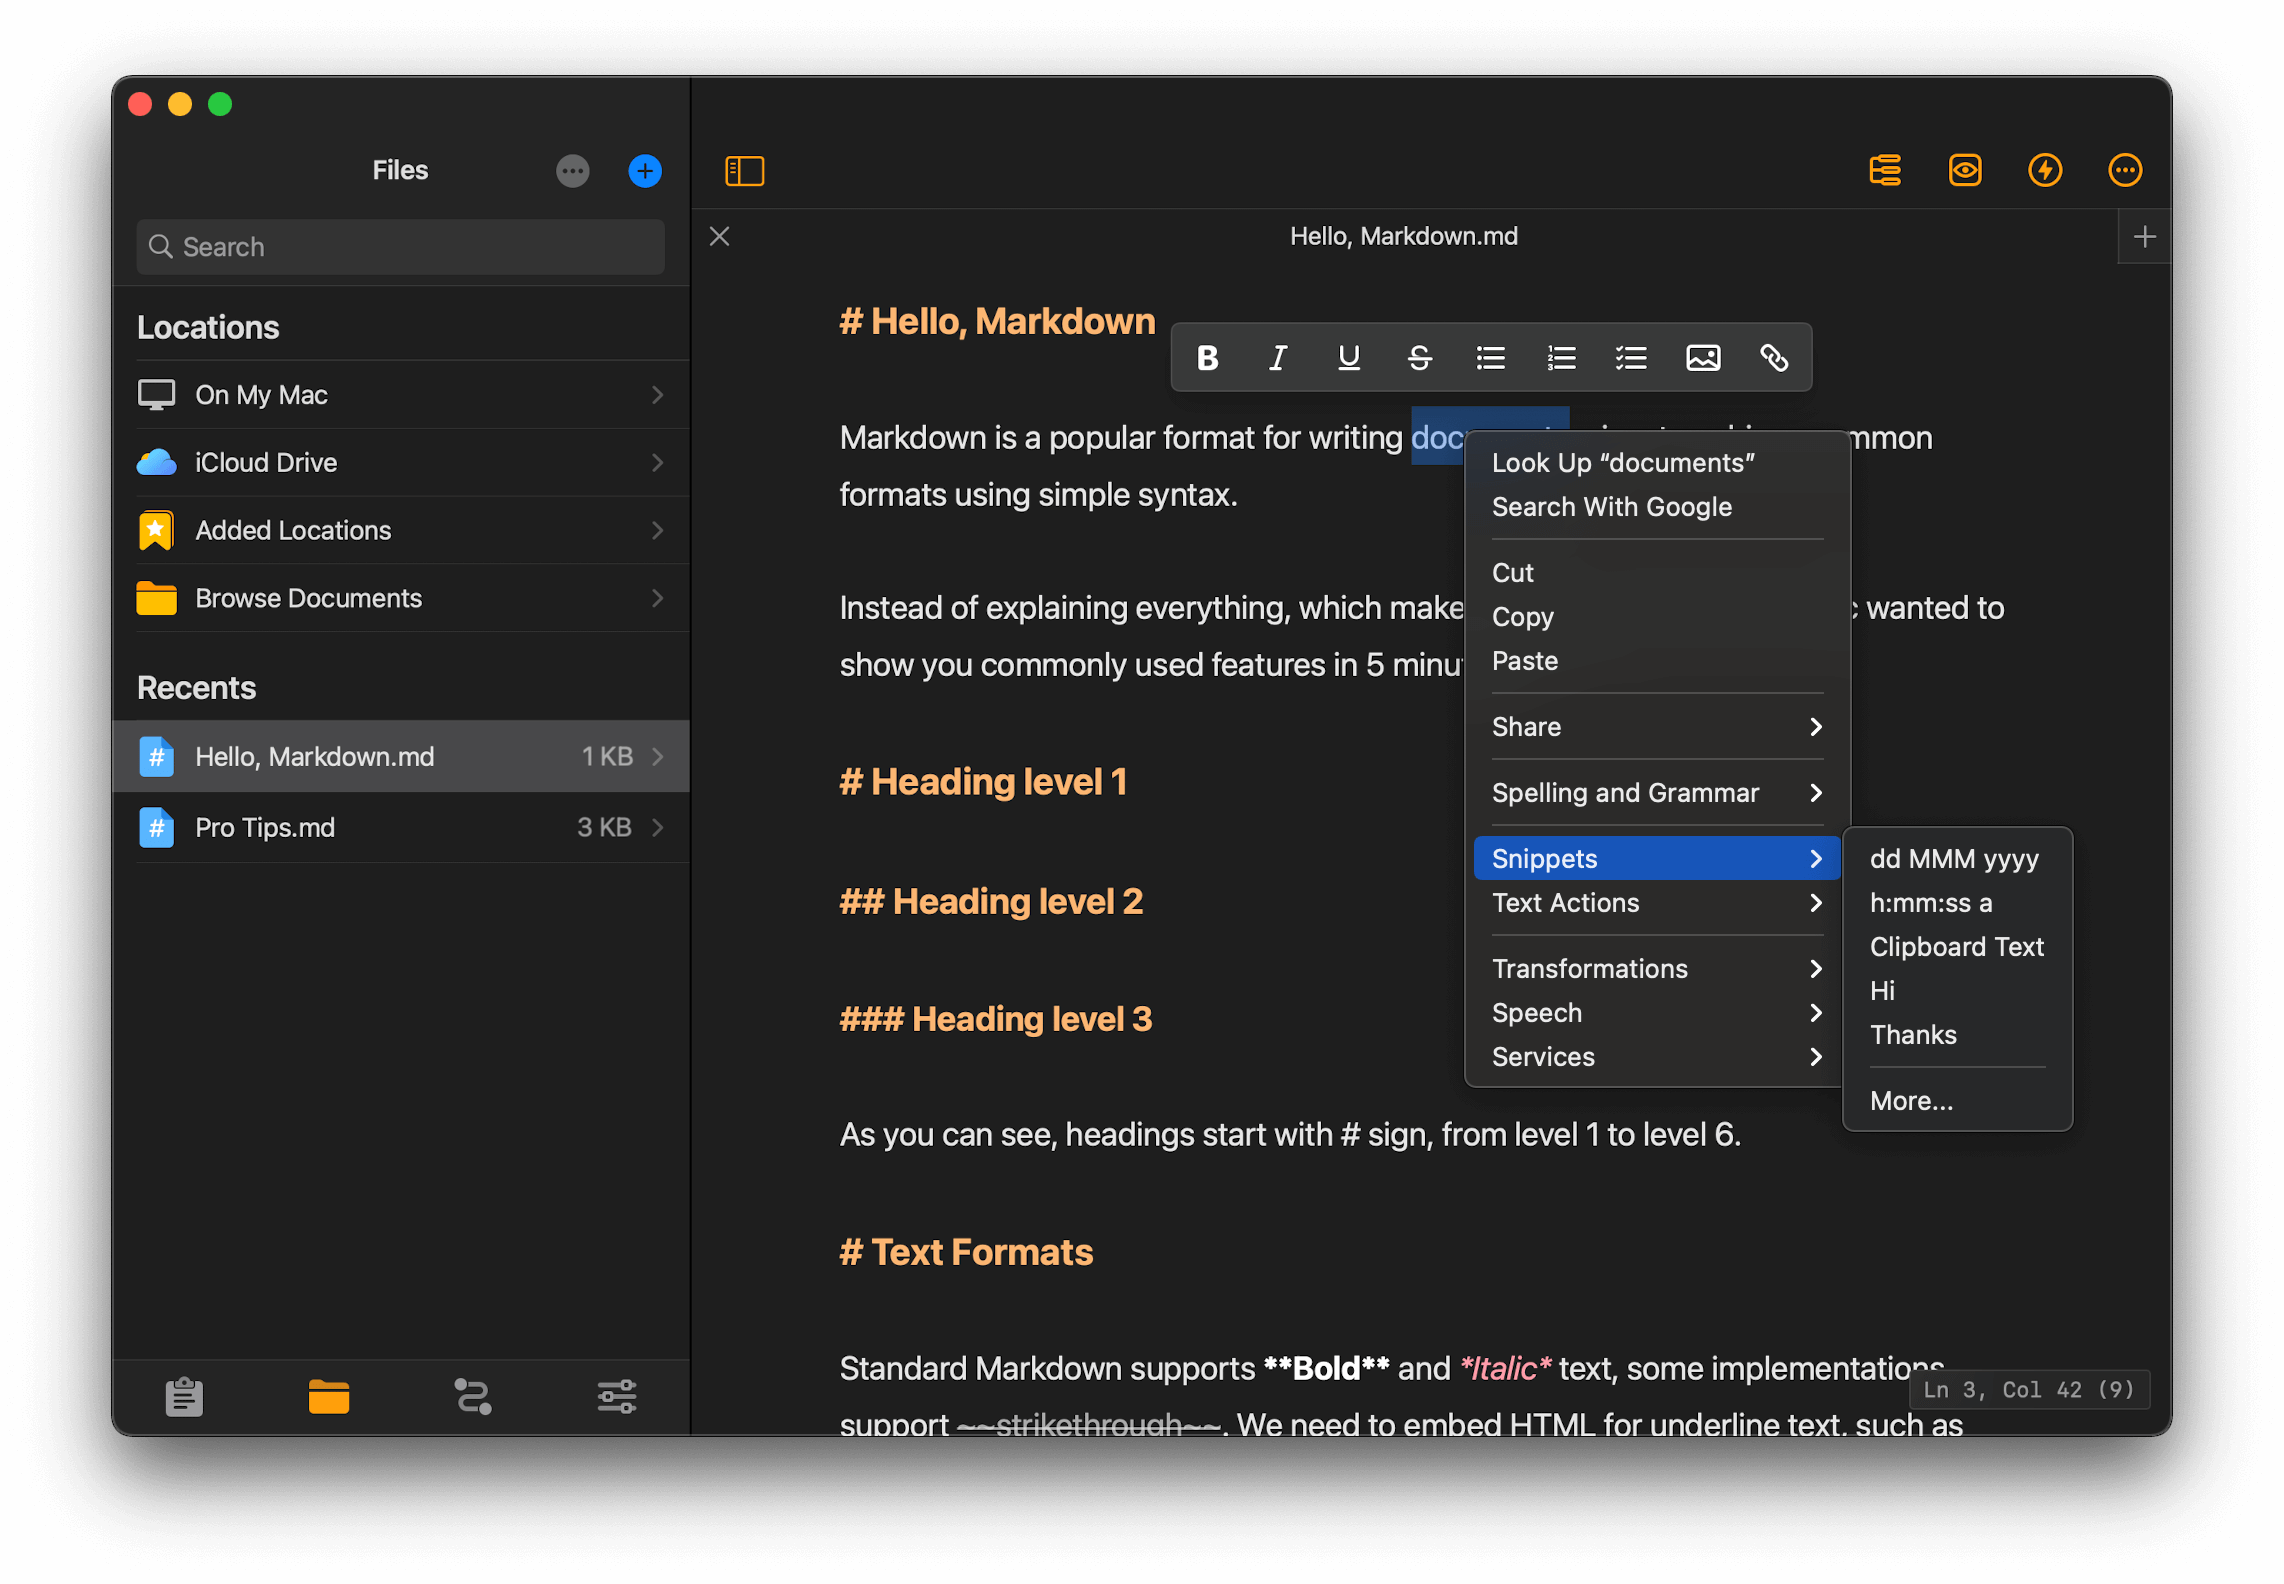 Files
Search
Locations
On My Mac
iCloud Drive
Added Locations
Browse Documents
Recents
Hello, Markdown.md 1 KB
Pro Tips.md 3 KB
Hello, Markdown.md
# Hello, Markdown
B I U S
Markdown is a popular format for writing mmon
formats using simple syntax.
Instead of explaining everything, which make wanted to
show you commonly used features in 5
# Heading level 1
## Heading level 2
### Heading level 3
As you can see, headings start with # sign, from level 1 to level 6.
# Text Formats
Standard Markdown supports **Bold** and *Italic* text, some implementations
support ~~strikethrough~~. We need to embed HTML for underline text, such as
Look Up “documents”
Search With Google
Cut
Copy
Paste
Share
Spelling and Grammar
Snippets
Text Actions
Transformations
Speech
Services
dd MMM yyyy
h:mm:ss a
Clipboard Text
Hi
Thanks
More...
Ln 3, Col 42 (9)